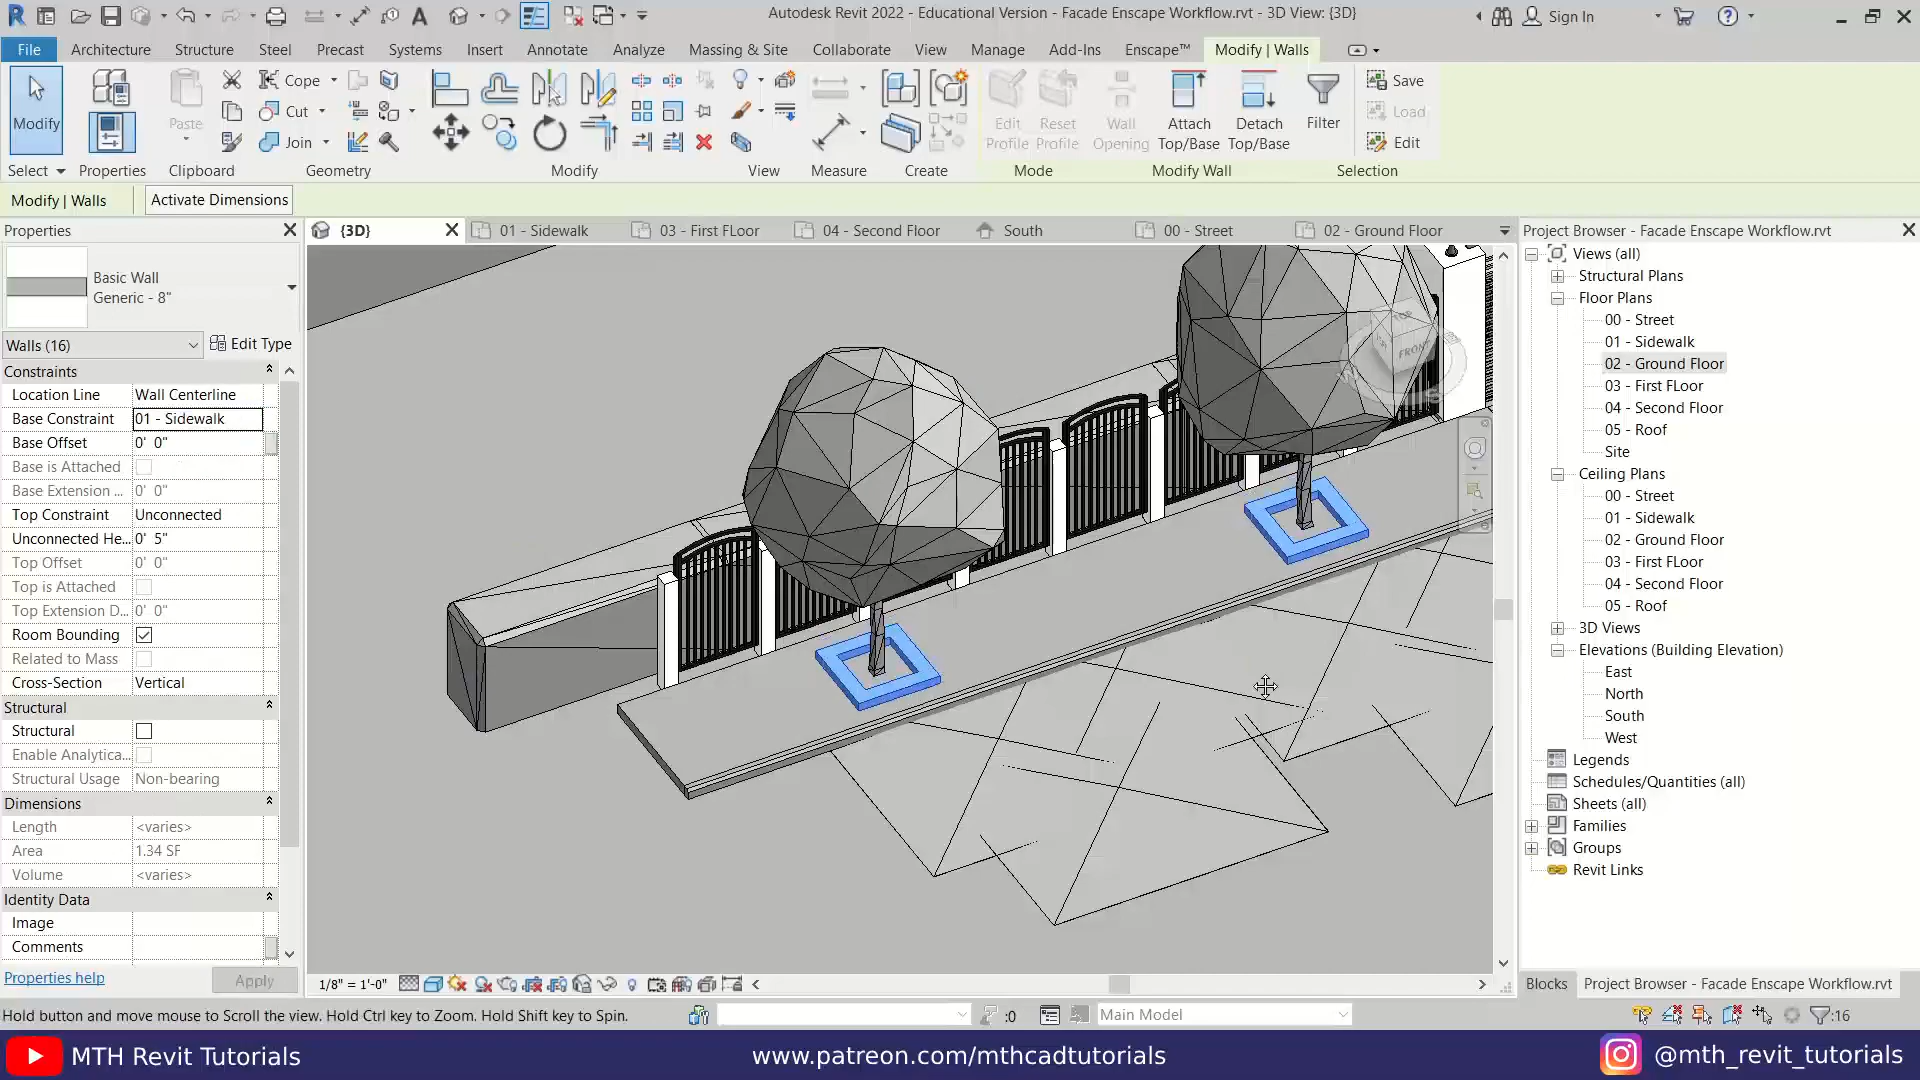 Autodesk Revit 2022 - Educational Version - Facade Enscape Workflow.rvt - 3D View: {3D}
Sign In
File Architecture Structure Steel Precast Systems Insert Annotate Analyze Massing & Site Collaborate View Manage Add-Ins Enscape™ Modify | Walls
Modify
Paste
Cope
Cut
Join
Edit Profile
Reset Profile
Wall Opening
Attach Top/Base
Detach Top/Base
Filter
Save
Load
Edit
Select Properties Clipboard Geometry Modify View Measure Create Mode Modify Wall Selection
Modify | Walls Activate Dimensions
Properties
{3D} 01 - Sidewalk 03 - First FLoor 04 - Second Floor South 00 - Street 02 - Ground Floor
Basic Wall
Generic - 8"
Walls (16) Edit Type
Constraints
Location Line Wall Centerline
Base Constraint 01 - Sidewalk
Base Offset 0' 0"
Base is Attached
Base Extension ... 0' 0"
Top Constraint Unconnected
Unconnected He... 0' 5"
Top Offset 0' 0"
Top is Attached
Top Extension D... 0' 0"
Room Bounding
Related to Mass
Cross-Section Vertical
Structural
Structural
Enable Analytica...
Structural Usage Non-bearing
Dimensions
Length <varies>
Area 1.34 SF
Volume <varies>
Identity Data
Image
Comments
Properties help Apply
TOP
FRONT
1/8" = 1'-0"
Project Browser - Facade Enscape Workflow.rvt
Views (all)
Structural Plans
Floor Plans
00 - Street
01 - Sidewalk
02 - Ground Floor
03 - First FLoor
04 - Second Floor
05 - Roof
Site
Ceiling Plans
00 - Street
01 - Sidewalk
02 - Ground Floor
03 - First FLoor
04 - Second Floor
05 - Roof
3D Views
Elevations (Building Elevation)
East
North
South
West
Legends
Schedules/Quantities (all)
Sheets (all)
Families
Groups
Revit Links
Blocks Project Browser - Facade Enscape Workflow.rvt
Hold button and move mouse to Scroll the view. Hold Ctrl key to Zoom. Hold Shift key to Spin.
:0 Main Model :16
MTH Revit Tutorials
www.patreon.com/mthcadtutorials
@mth_revit_tutorials